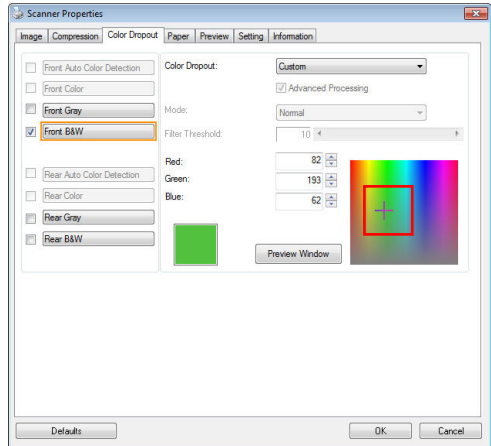 Scanner Properties
Image Compression Color Dropout Paper Preview Setting Information
Front Auto Color Detection
Front Color
Front Gray
Front B&W
Rear Auto Color Detection
Rear Color
Rear Gray
Rear B&W
Color Dropout: Custom
Advanced Processing
Mode: Normal
Filter Threshold: 10
Red: 82
Green: 193
Blue: 62
Preview Window
Defaults OK Cancel